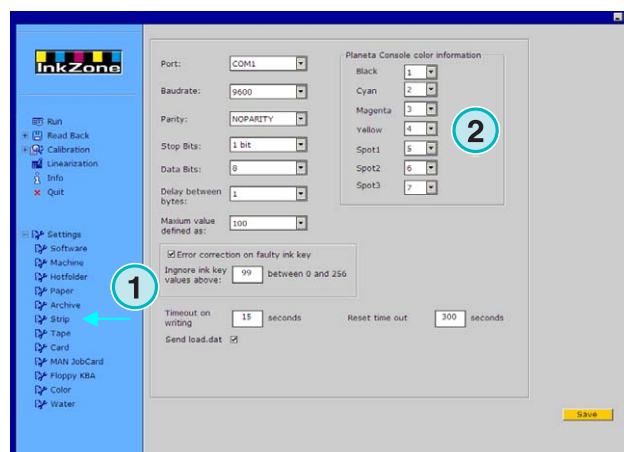 InkZone
Run
Read Back
Calibration
Linearization
Info
Quit
Settings
Software
Machine
Hotfolder
Paper
Archive
Strip
Tape
Card
MAN JobCard
Floppy KBA
Color
Water
1
Port: COM1
Baudrate: 9600
Parity: NOPARITY
Stop Bits: 1 bit
Data Bits: 8
Delay between
bytes: 1
Maxium value
defined as: 100
Error correction on faulty ink key
Ingnore ink key
values above: 99 between 0 and 256
Timeout on
writing 15 seconds
Reset time out 300 seconds
Send load.dat
Planeta Console color information
Black 1
Cyan 2
Magenta 3
Yellow 4
Spot1 5
Spot2 6
Spot3 7
2
Save